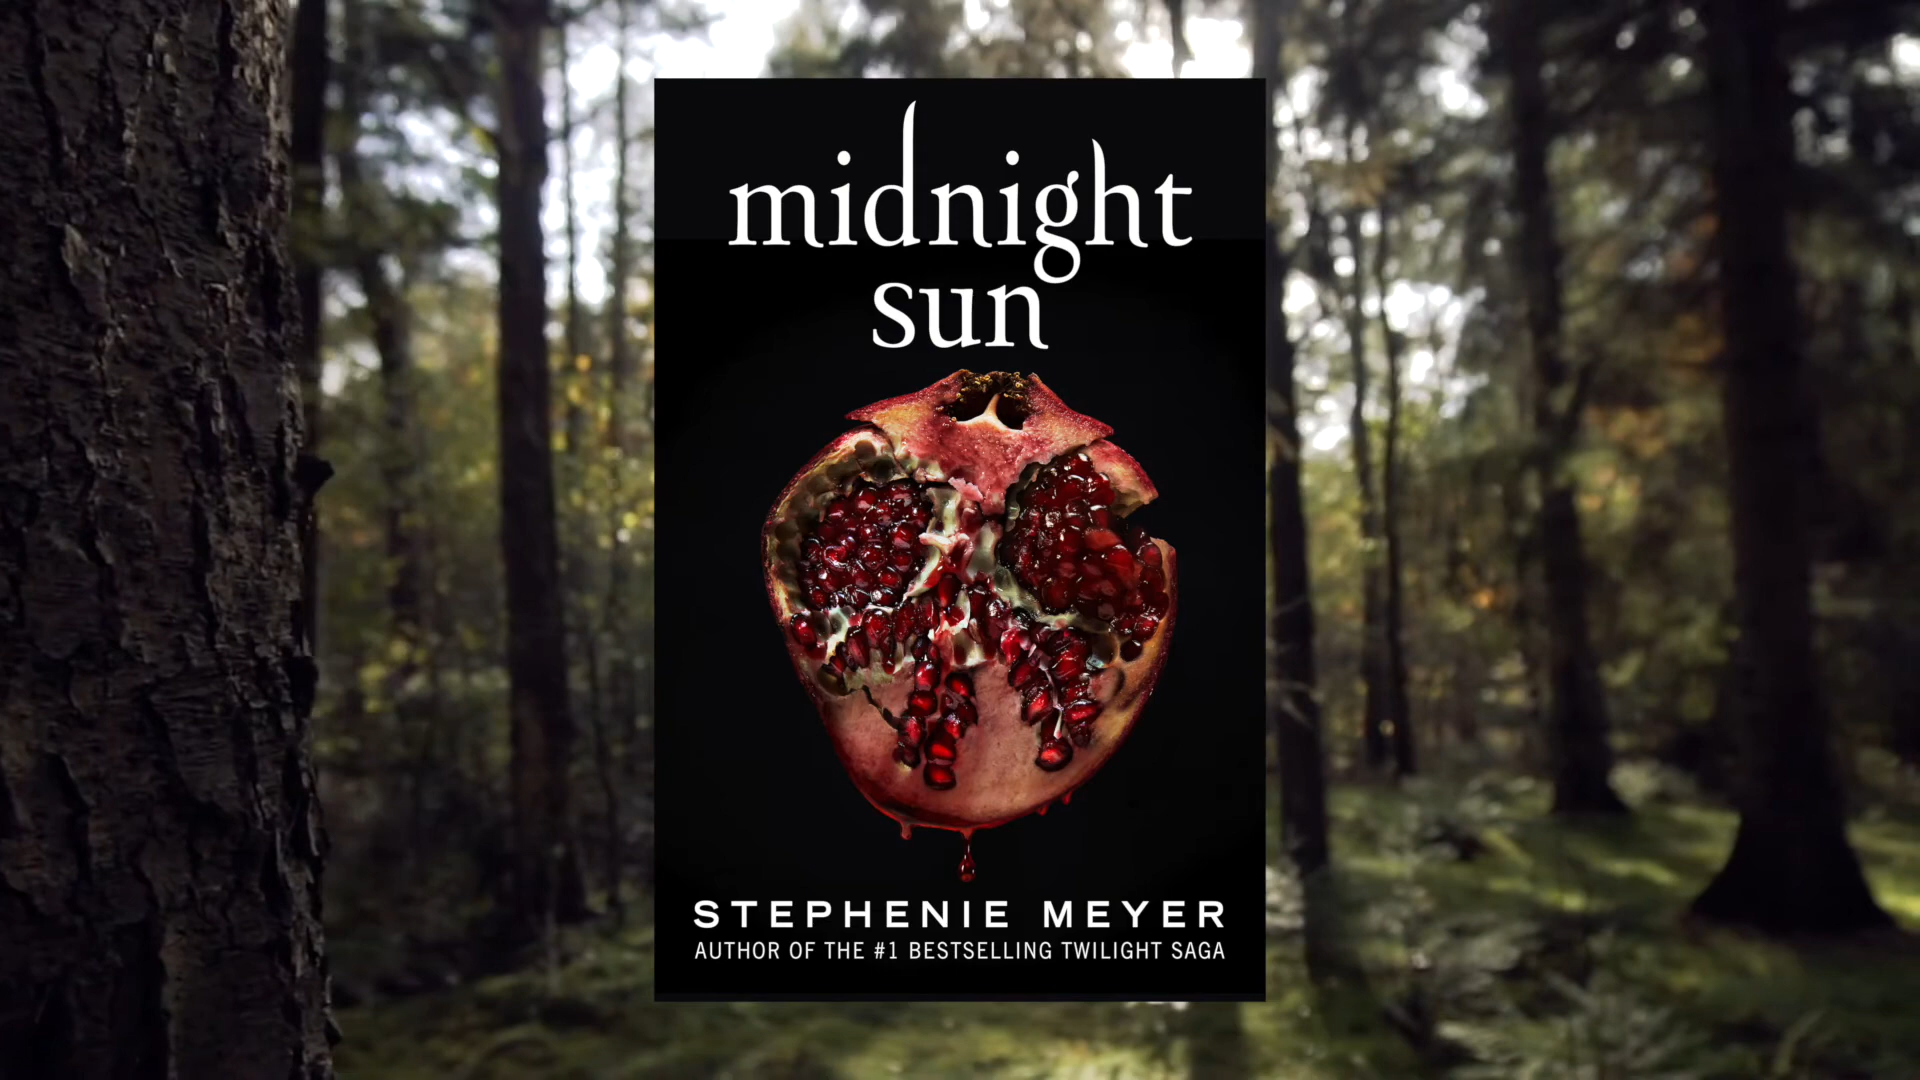 midnight
sun
STEPHENIE MEYER
AUTHOR OF THE #1 BESTSELLING TWILIGHT SAGA